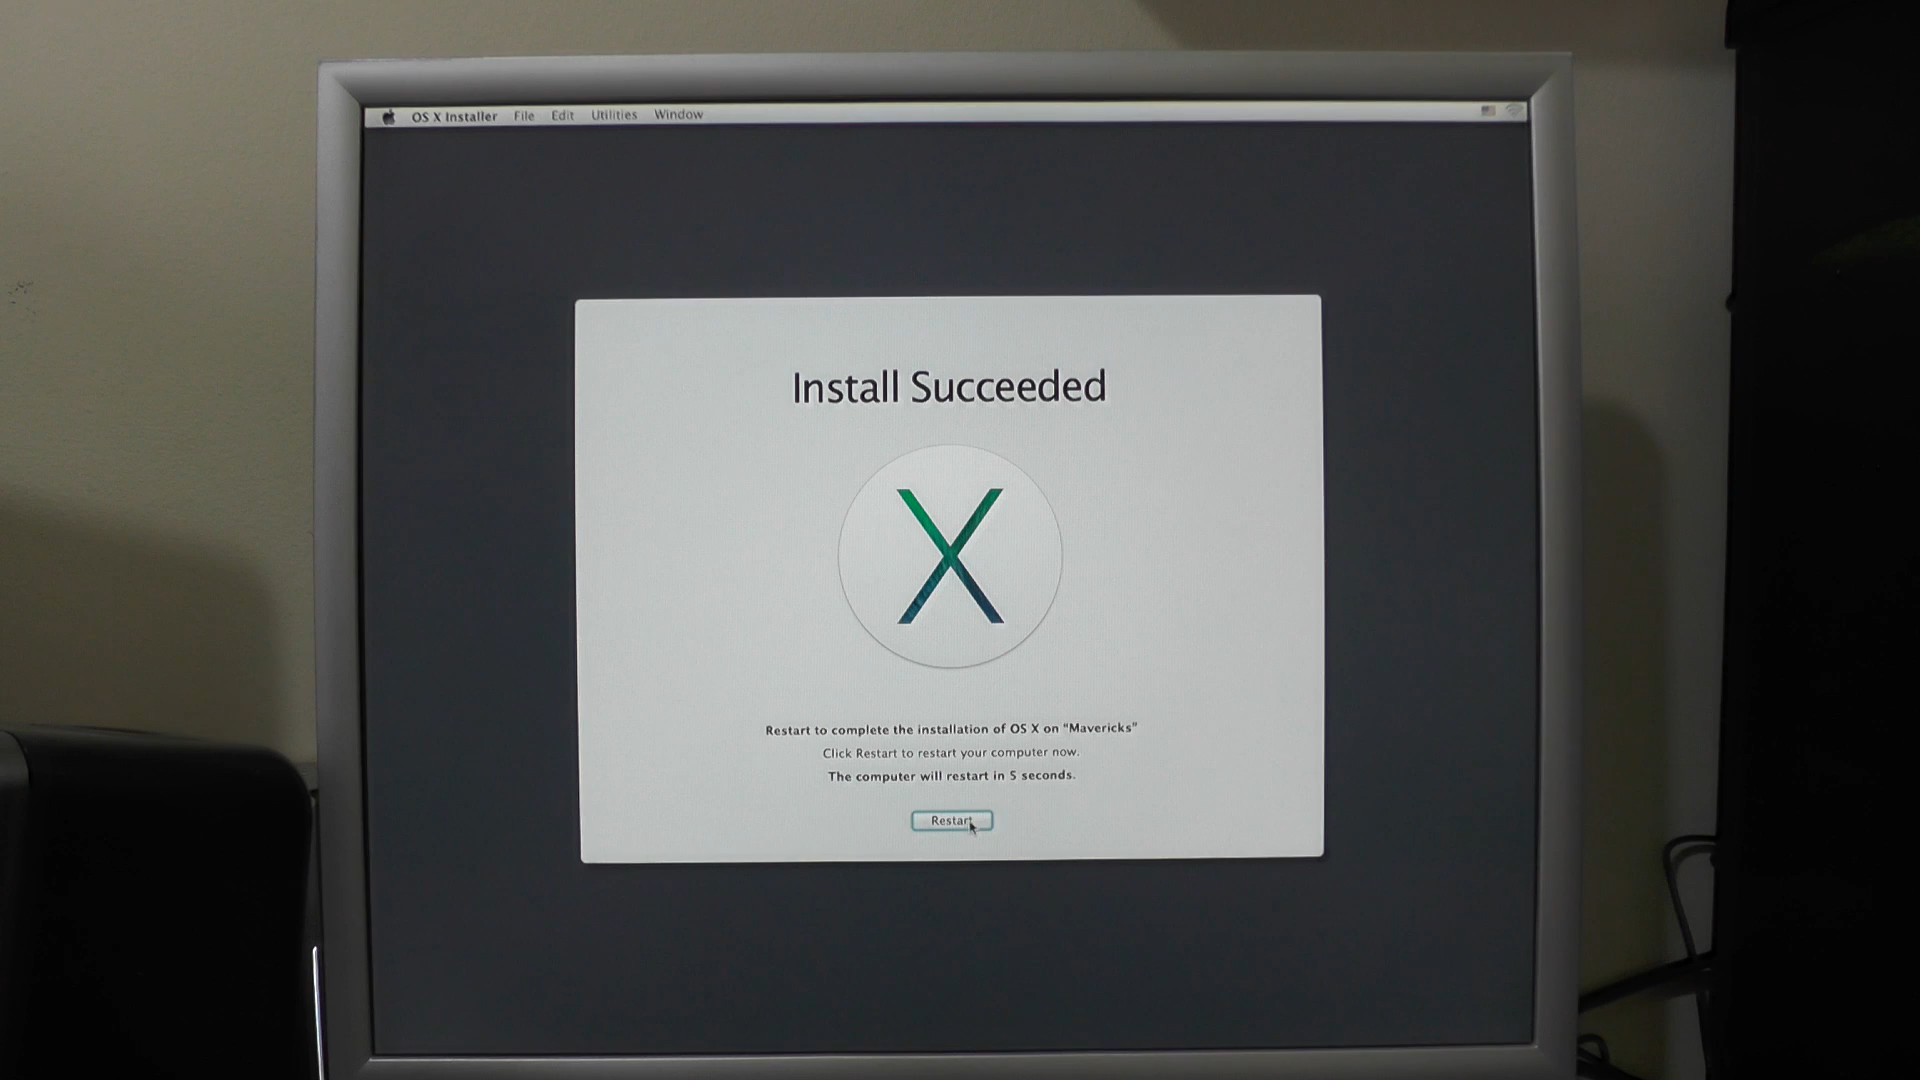 OS X Installer File Edit Utilities Window
Install Succeeded
X
Restart to complete the installation of OS X on “Mavericks”
Click Restart to restart your computer now.
The computer will restart in 5 seconds.
Restart